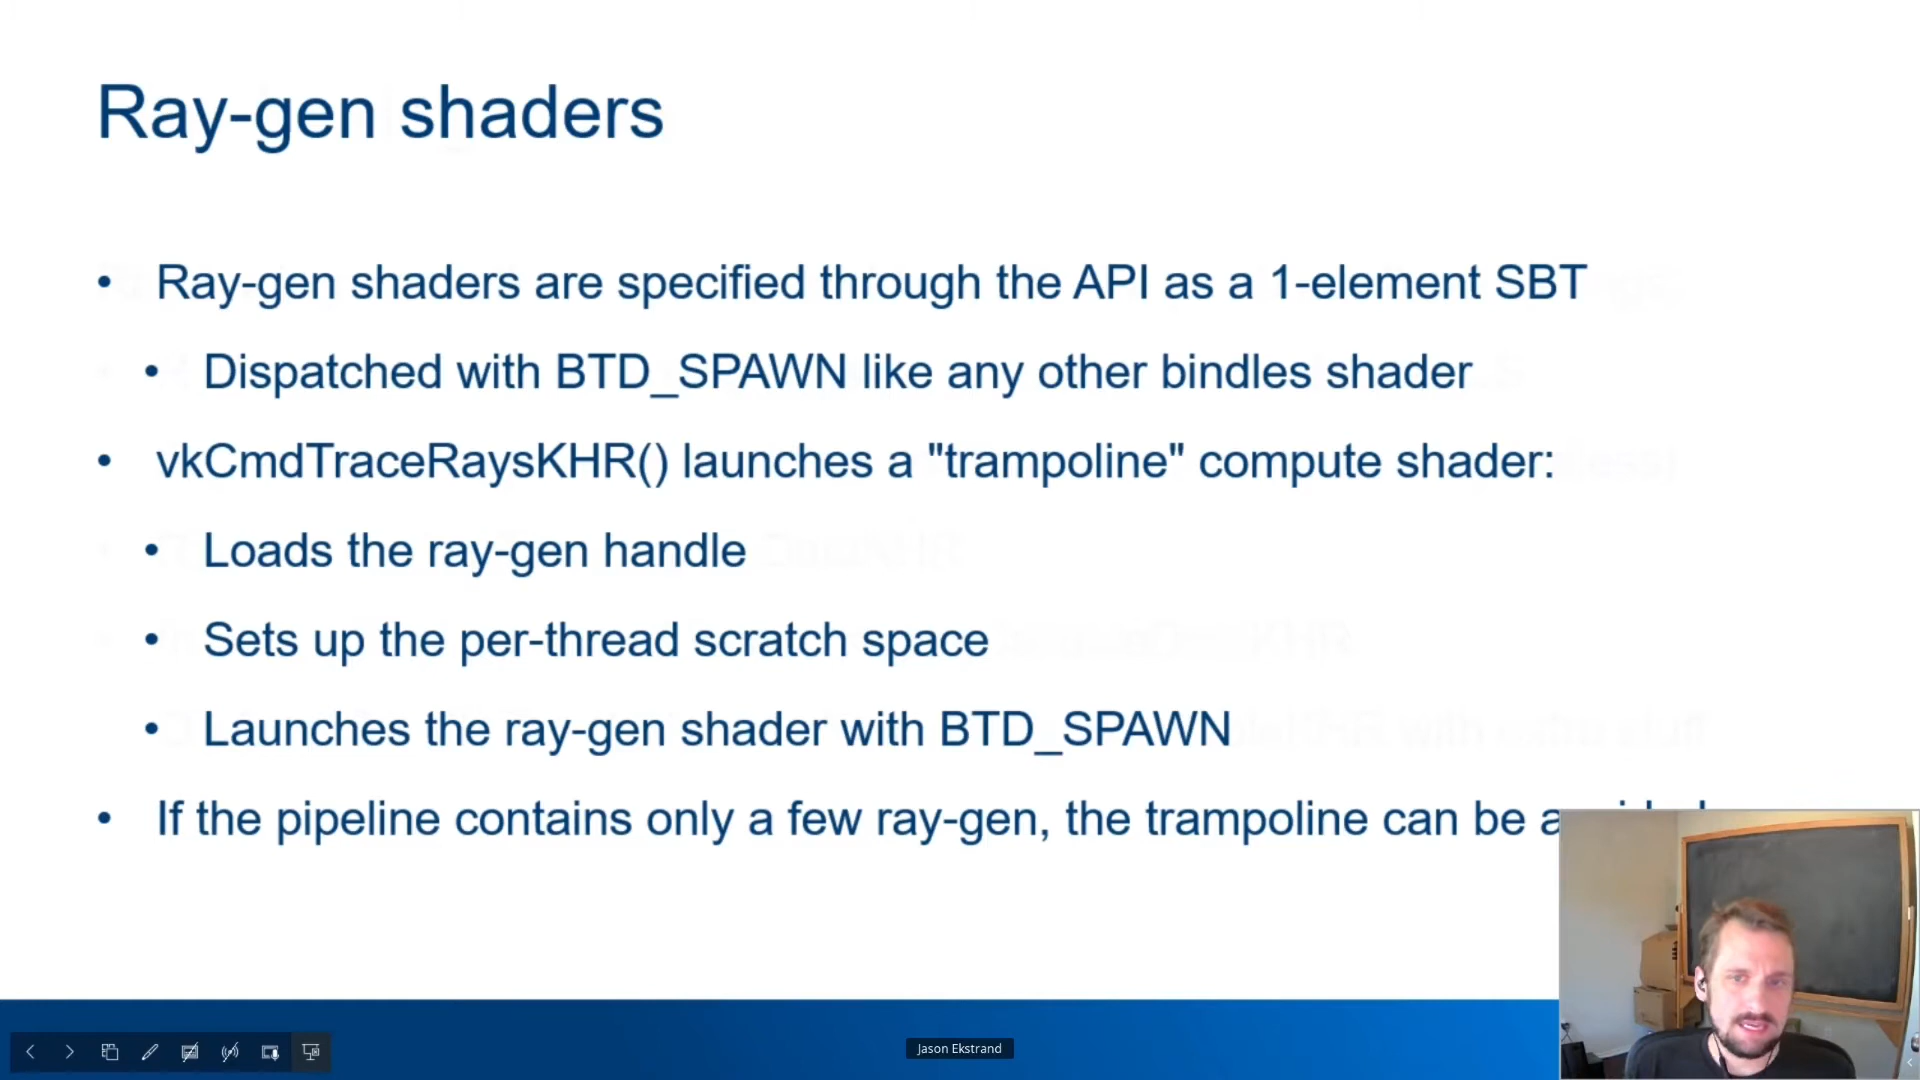 Ray-gen shaders
• Ray-gen shaders are specified through the API as a 1-element SBT
• Dispatched with BTD_SPAWN like any other bindles shader
• vkCmdTraceRaysKHR() launches a "trampoline" compute shader:
• Loads the ray-gen handle
• Sets up the per-thread scratch space
• Launches the ray-gen shader with BTD_SPAWN
• If the pipeline contains only a few ray-gen, the trampoline can be
Jason Ekstrand